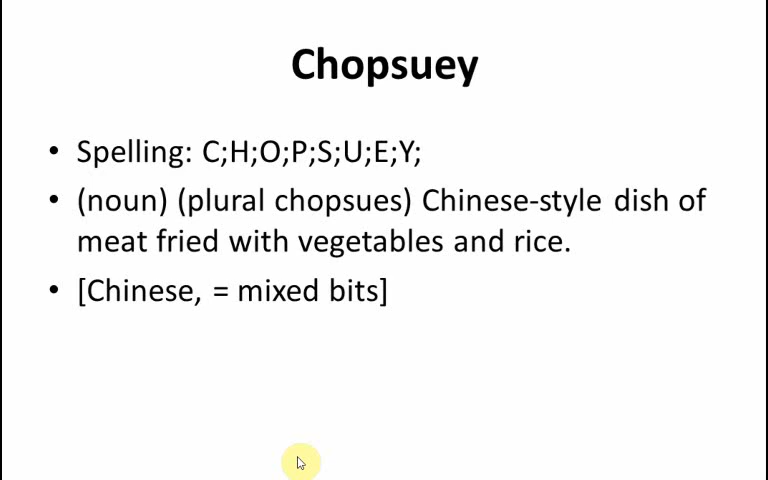 Chopsuey
• Spelling: C;H;O;P;S;U;E;Y;
• (noun) (plural chopsues) Chinese-style dish of
meat fried with vegetables and rice.
• [Chinese, = mixed bits]